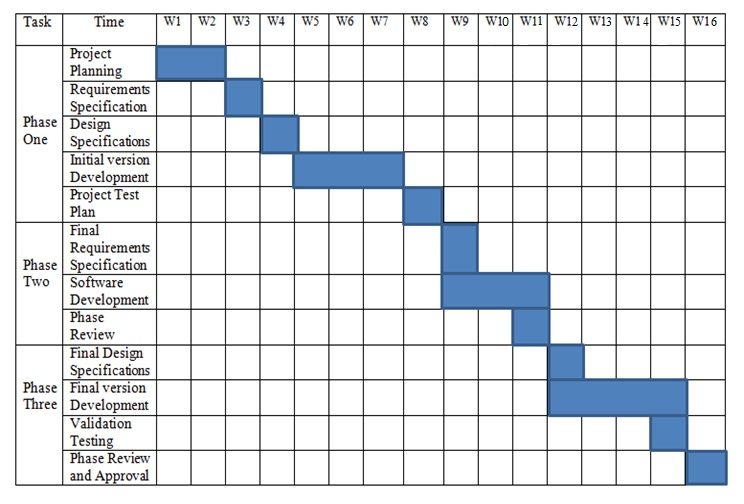 Task Time W1 W2 W3 W4 W5 W6 W7 W8 W9 W10 W11 W12 W13 W14 W15 W16
Phase
One
Project
Planning
Requirements
Specification
Design
Specifications
Initial version
Development
Project Test
Plan
Phase
Two
Final
Requirements
Specification
Software
Development
Phase
Review
Phase
Three
Final Design
Specifications
Final version
Development
Validation
Testing
Phase Review
and Approval